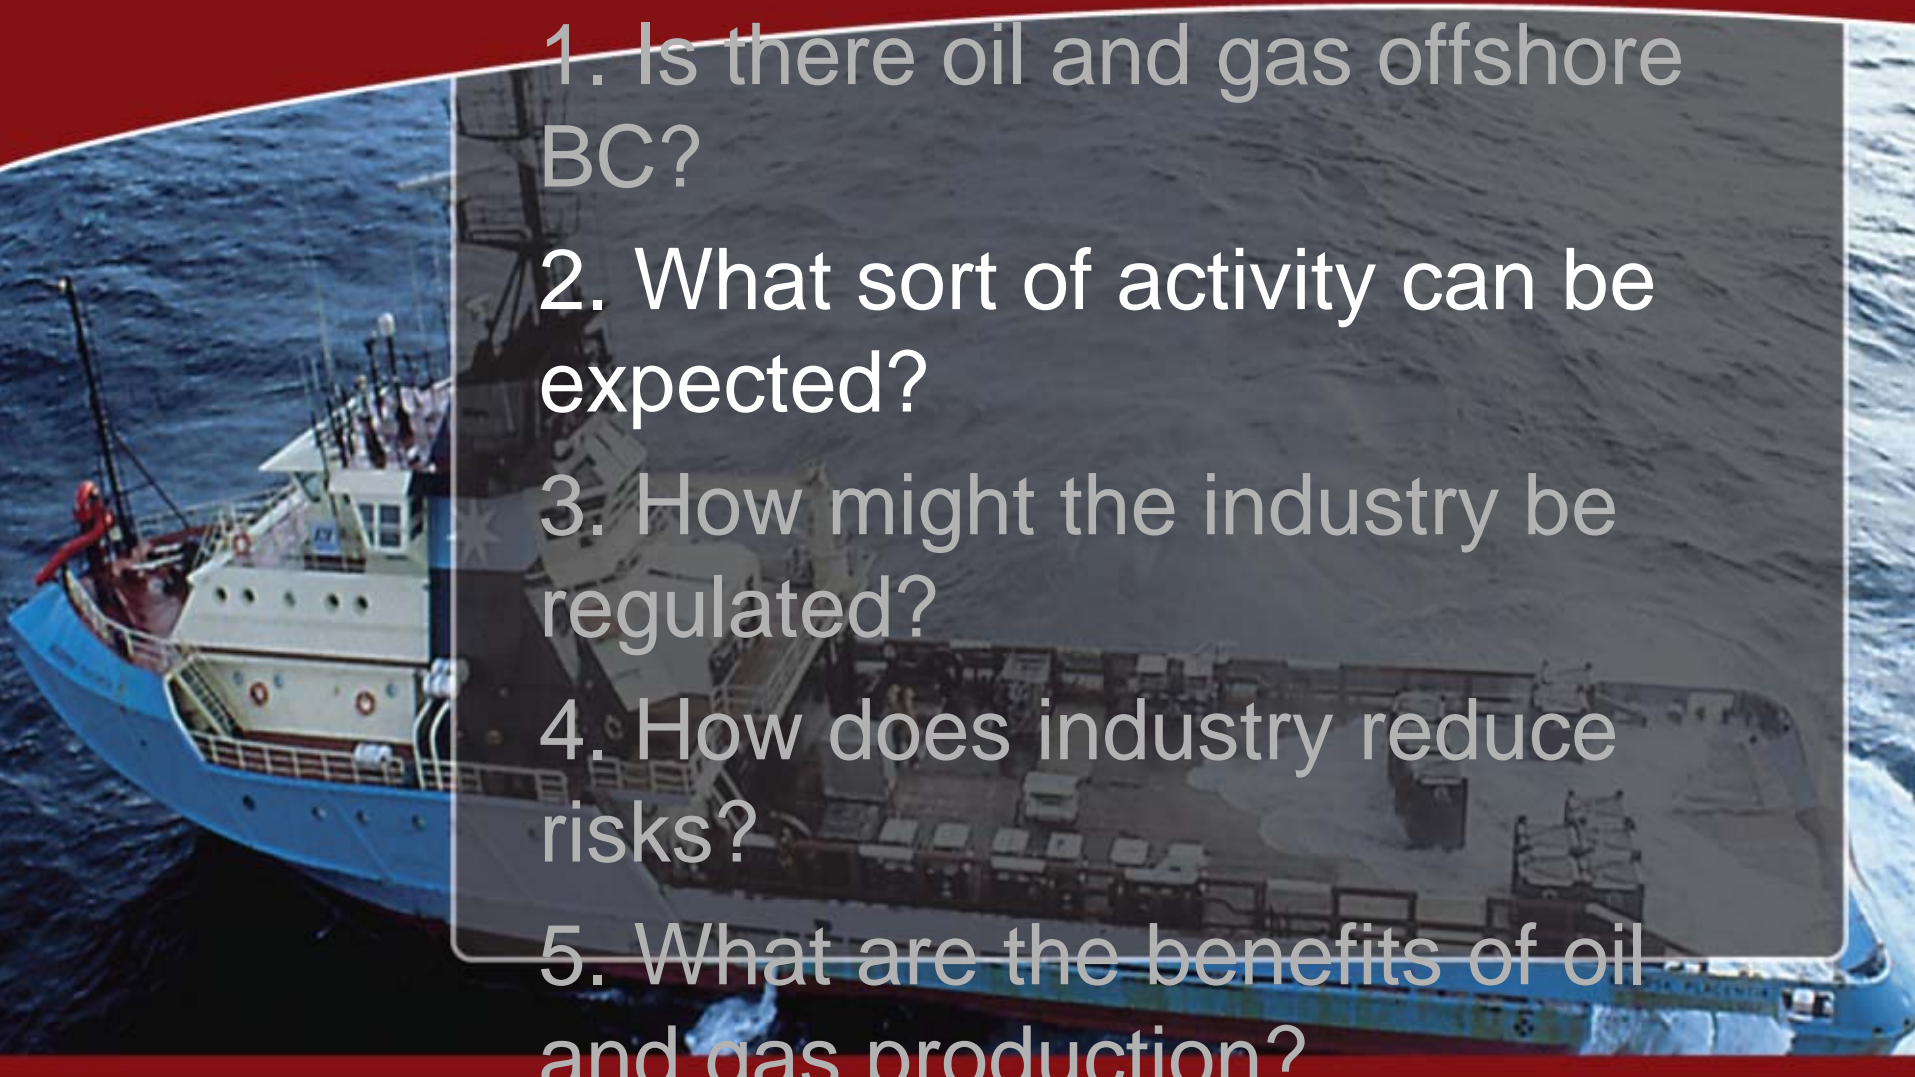 1. Is there oil and gas offshore
BC?
2. What sort of activity can be
expected?
3. How might the industry be
regulated?
4. How does industry reduce
risks?
5. What are the benefits of oil
and gas production?
PLACENTIA